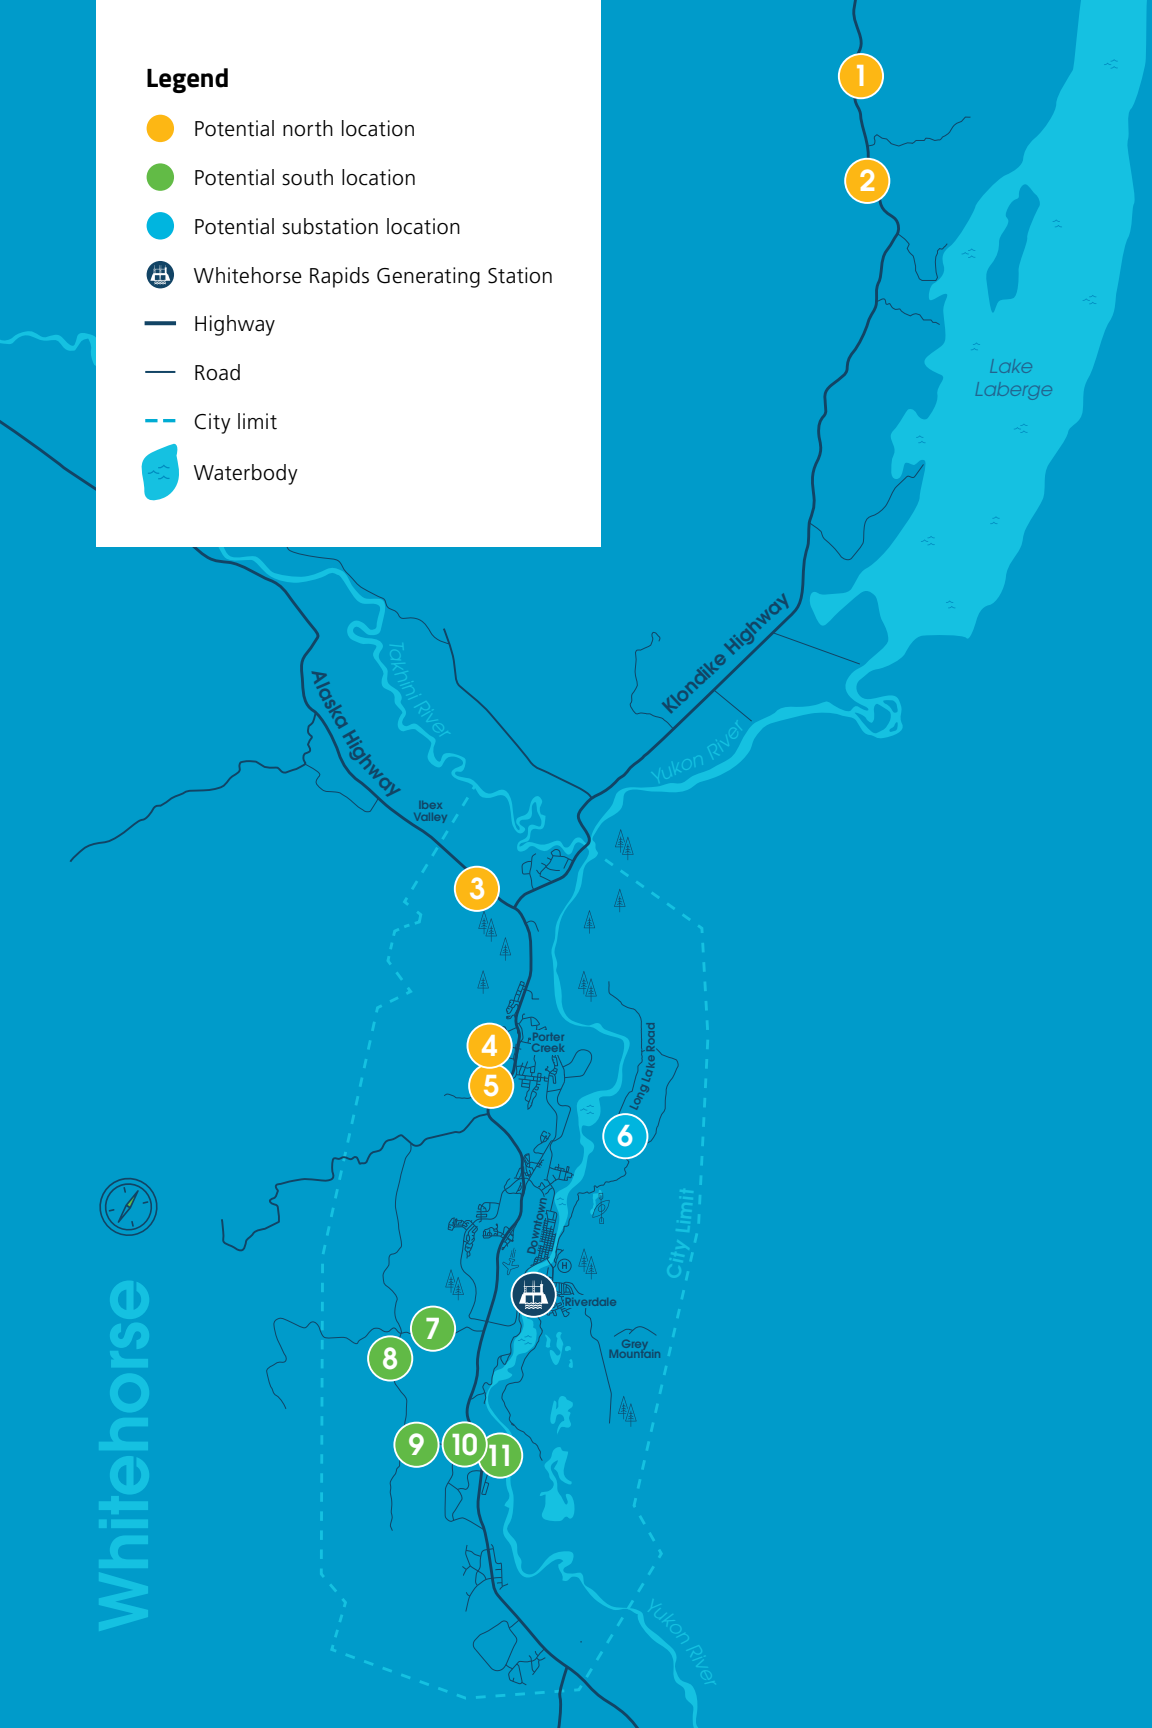 Legend
Potential north location
Potential south location
Potential substation location
Whitehorse Rapids Generating Station
Highway
Road
City limit
Waterbody
1
2
Lake
Laberge
Klondike Highway
Takhini River
Alaska Highway
Yukon River
Ibex
Valley
3
4
Porter
Creek
5
Long Lake Road
6
City Limit
Downtown
H
Riverdale
Grey
Mountain
7
8
9
10
11
Whitehorse
Yukon River